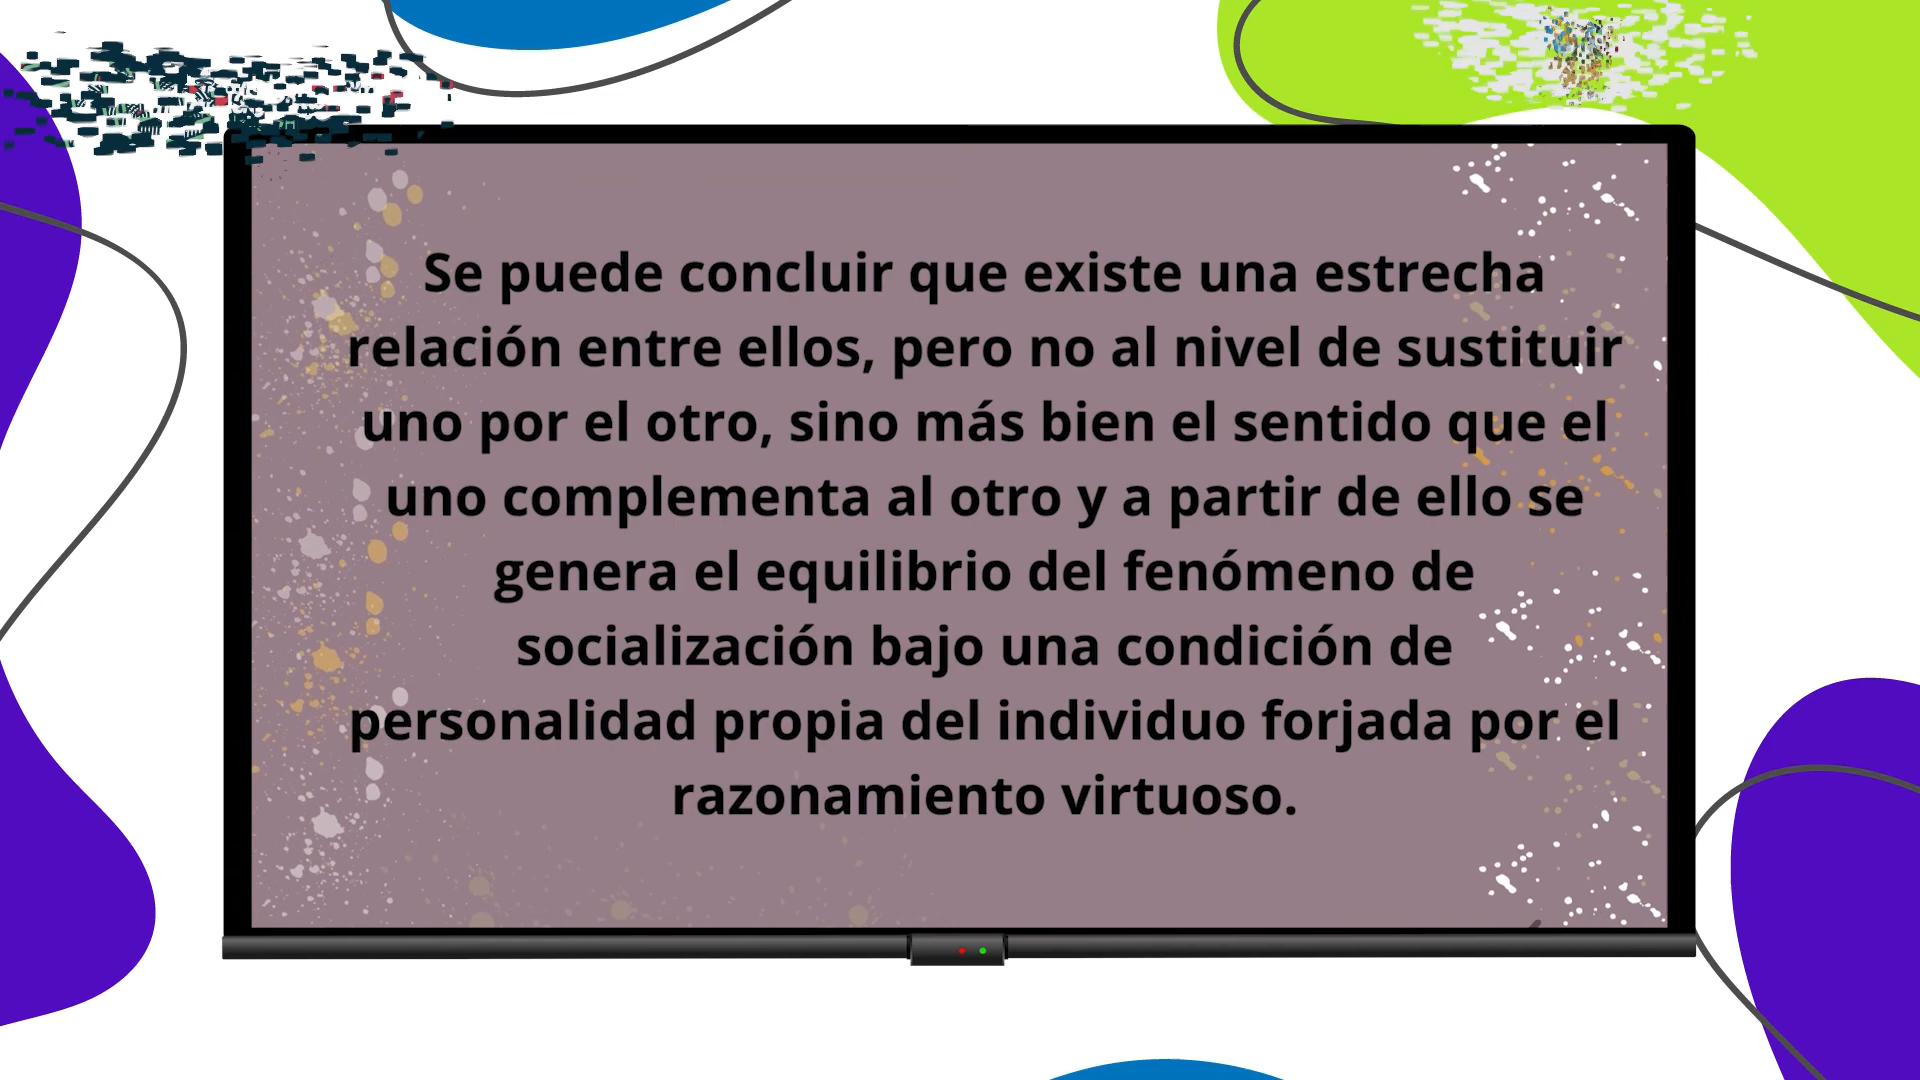 Se puede concluir que existe una estrecha
relación entre ellos, pero no al nivel de sustituir
uno por el otro, sino más bien el sentido que el
uno complementa al otro y a partir de ello se
genera el equilibrio del fenómeno de
socialización bajo una condición de
personalidad propia del individuo forjada por el
razonamiento virtuoso.